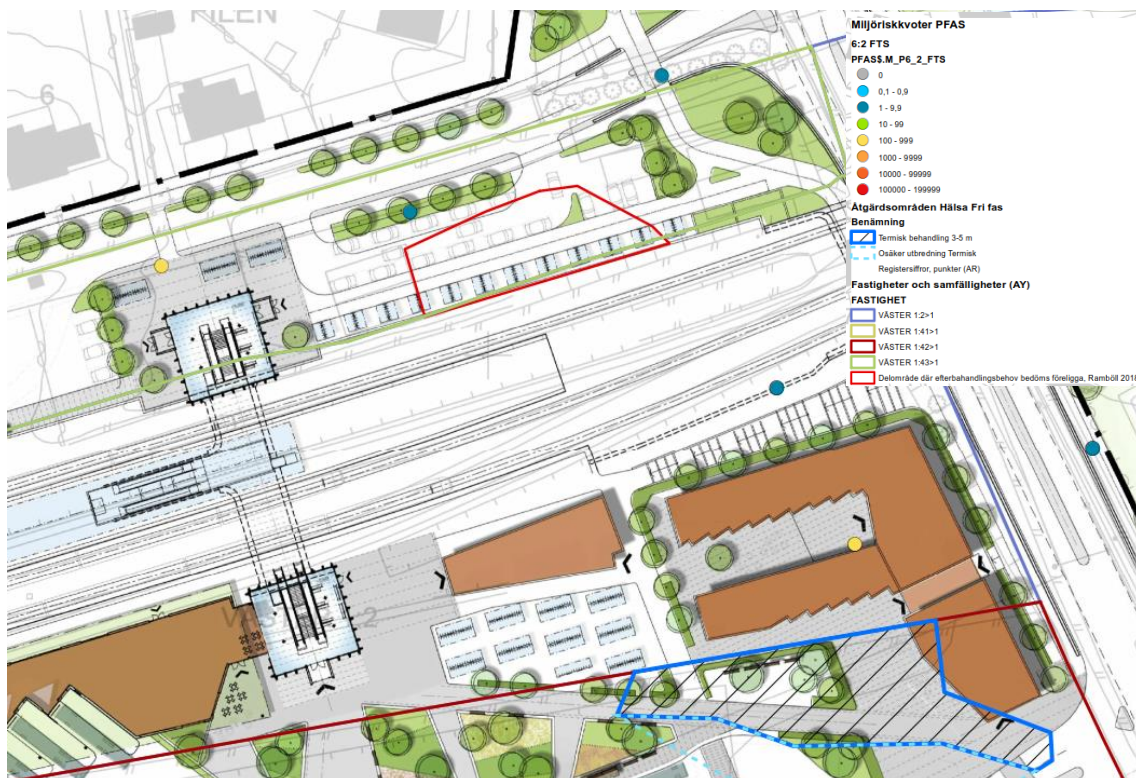 FILEN
6
Miljöriskkvoter PFAS
6:2 FTS
PFAS$.M_P6_2_FTS
0
0,1 - 0,9
1 - 9,9
10 - 99
100 - 999
1000 - 9999
10000 - 99999
100000 - 199999
Åtgärdsområden Hälsa Fri fas
Benämning
Termisk behandling 3-5 m
Osäker utbredning Termisk
Registersiffror, punkter (AR)
Fastigheter och samfälligheter (AY)
FASTIGHET
VÄSTER 1:2>1
VÄSTER 1:41>1
VÄSTER 1:42>1
VÄSTER 1:43>1
Delområde där efterbahandlingsbehov bedöms föreligga, Ramböll 2018